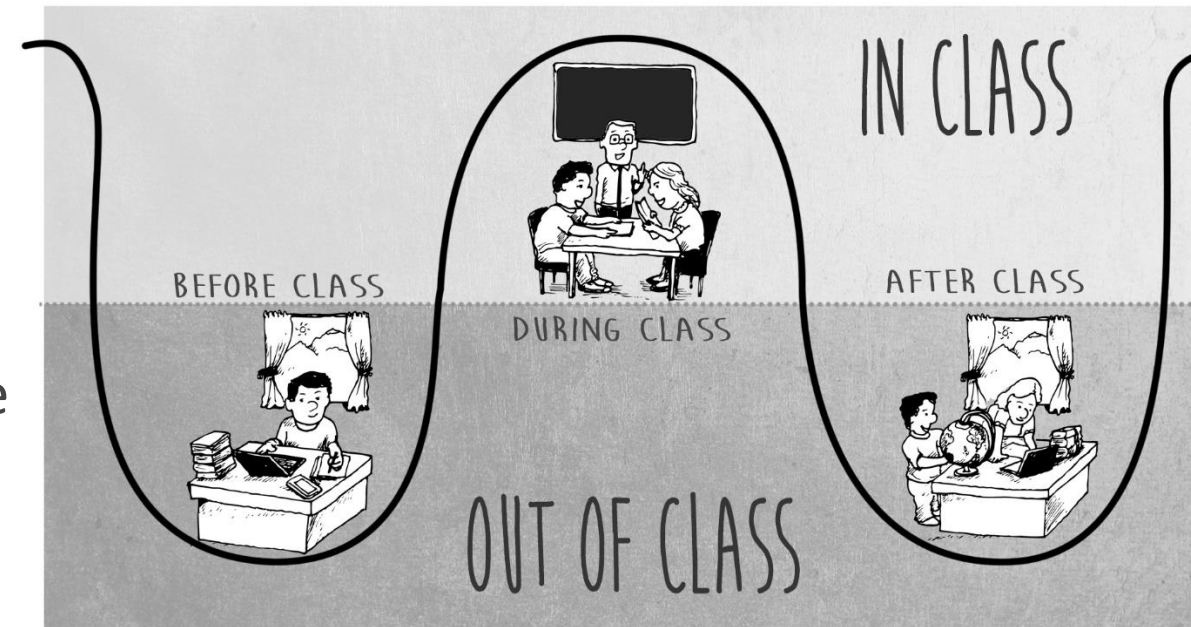 IN CLASS
BEFORE CLASS
AFTER CLASS
DURING CLASS
e
OUT OF CLASS